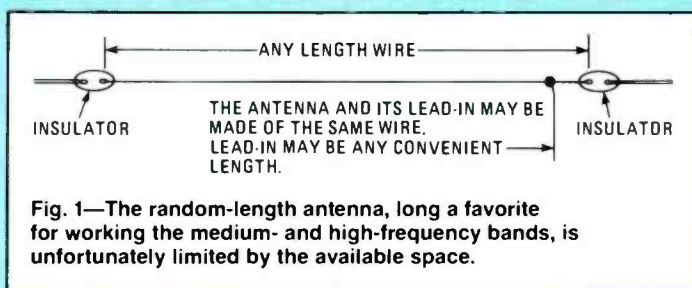 ANY LENGTH WIRE
INSULATOR
THE ANTENNA AND ITS LEAD-IN MAY BE
MADE OF THE SAME WIRE.
LEAD-IN MAY BE ANY CONVENIENT
LENGTH.
INSULATOR
Fig. 1—The random-length antenna, long a favorite
for working the medium- and high-frequency bands, is
unfortunately limited by the available space.